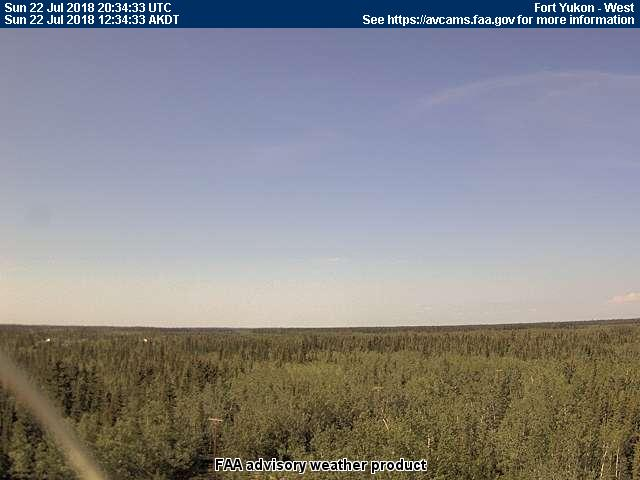 Sun 22 Jul 2018 20:34:33 UTC
Fort Yukon - West
Sun 22 Jul 2018 12:34:33 AKDT
See https://avcams.faa.gov for more information
FAA advisory weather product